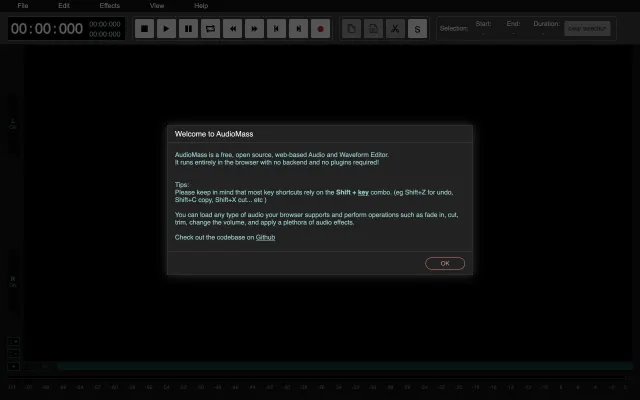 File Edit Effects View Help
00:00:000
00:00:000
00:00:000
S
Selection:
Start:
End:
Duration:
-
-
-
Welcome to AudioMass
AudioMass is a free, open source, web-based Audio and Waveform Editor.
It runs entirely in the browser with no backend and no plugins required!
Tips:
Please keep in mind that most key shortcuts rely on the Shift + key combo. (eg Shift+Z for undo,
Shift+C copy, Shift+X cut... etc )
You can load any type of audio your browser supports and perform operations such as fade in, cut,
trim, change the volume, and apply a plethora of audio effects.
Check out the codebase on Github
OK
L
ON
R
ON